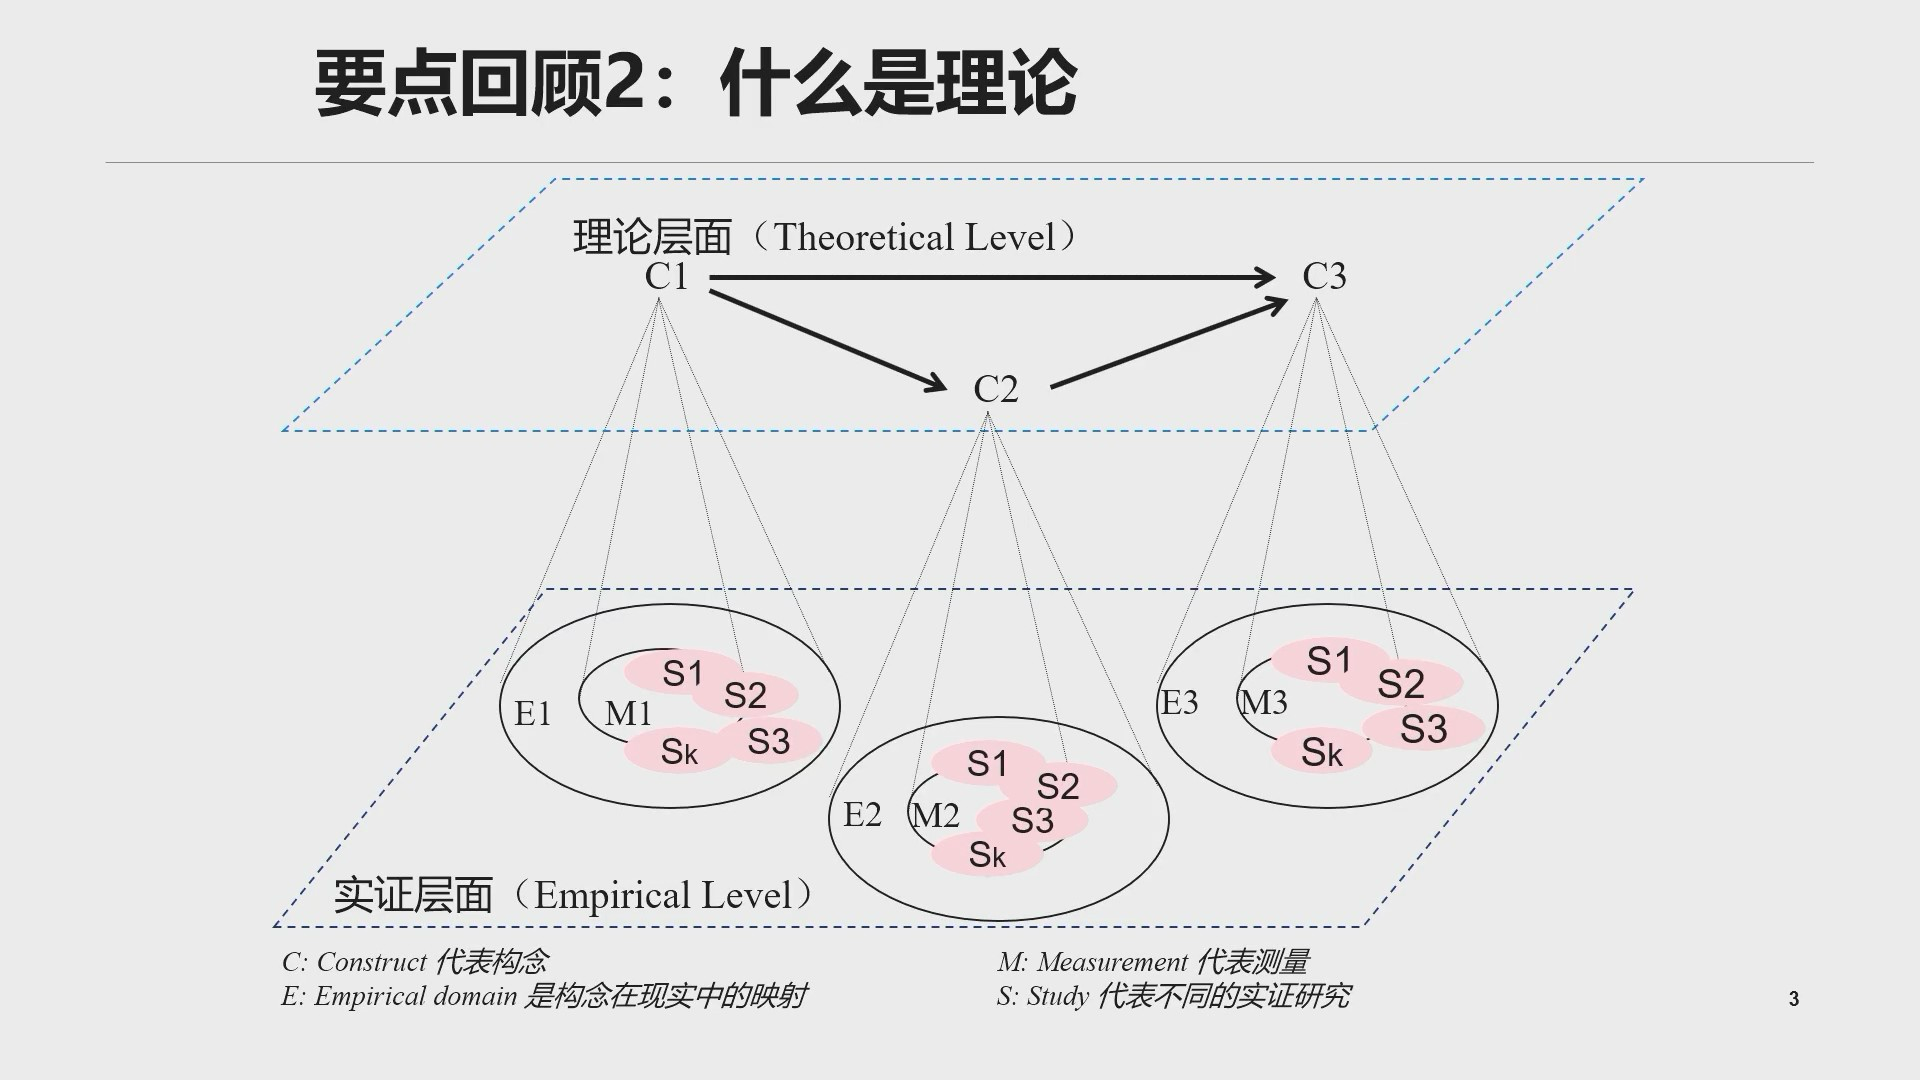 要点回顾2：什么是理论
理论层面（Theoretical Level）
C1
C3
C2
E1
M1
S1
S2
S3
Sk
E2
M2
S1
S2
S3
Sk
E3
M3
S1
S2
S3
Sk
实证层面（Empirical Level）
C: Construct 代表构念
E: Empirical domain 是构念在现实中的映射
M: Measurement 代表测量
S: Study 代表不同的实证研究
3